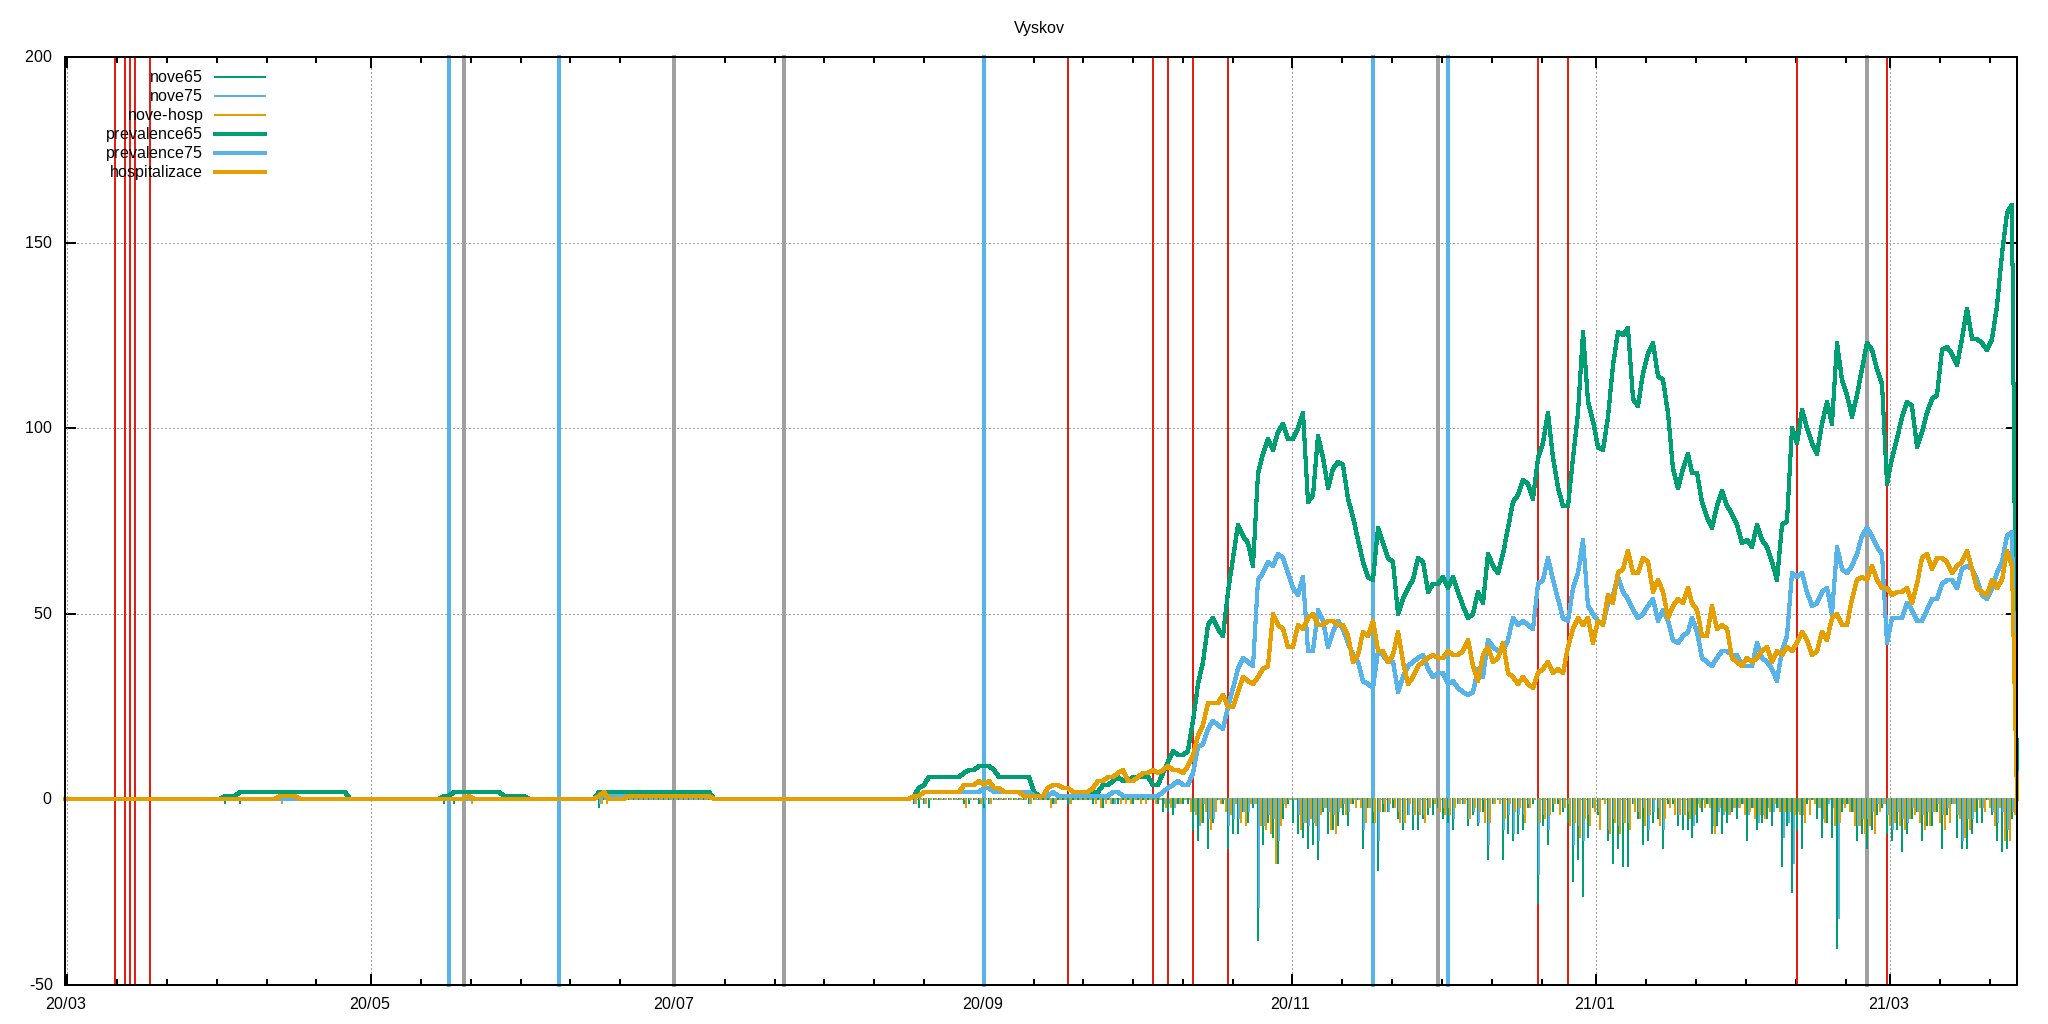 Vyskov
200
150
100
50
0
-50
nove65
nove75
nove-hosp
prevalence65
prevalence75
hospitalizace
20/03 20/05 20/07 20/09 20/11 21/01 21/03